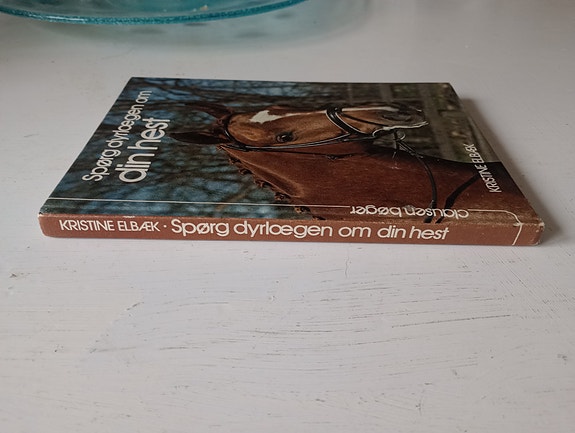 Spørg dyrlægen om
din hest
KRISTINE ELBÆK
clausen bøger
KRISTINE ELBÆK · Spørg dyrlægen om din hest